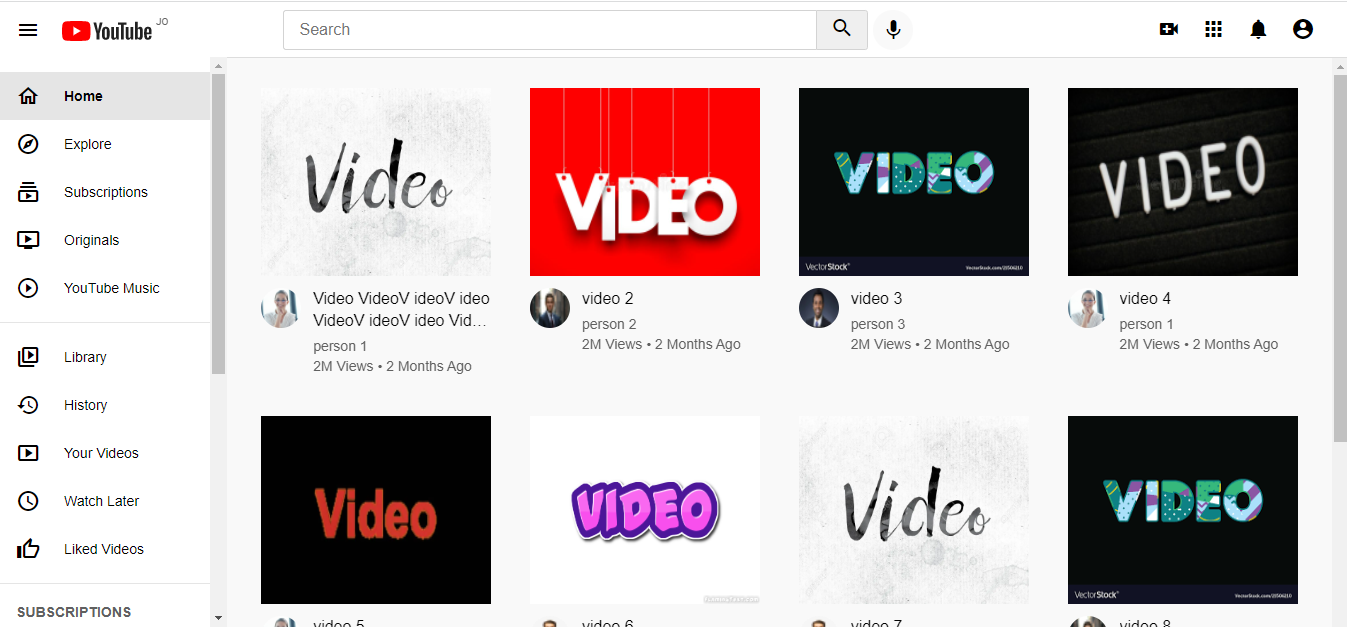 YouTube JO
Search
Home
Explore
Subscriptions
Originals
YouTube Music
Library
History
Your Videos
Watch Later
Liked Videos
SUBSCRIPTIONS
Video
VIDEO
VIDEO
VectorStock®
VectorStock.com/21506210
VIDEO
Video VideoV ideoV ideo
VideoV ideoV ideo Vid...
person 1
2M Views • 2 Months Ago
video 2
person 2
2M Views • 2 Months Ago
video 3
person 3
2M Views • 2 Months Ago
video 4
person 1
2M Views • 2 Months Ago
Video
VIDEO
Video
VIDEO
VectorStock®
VectorStock.com/21506210
video 5
video 6
video 7
video 8